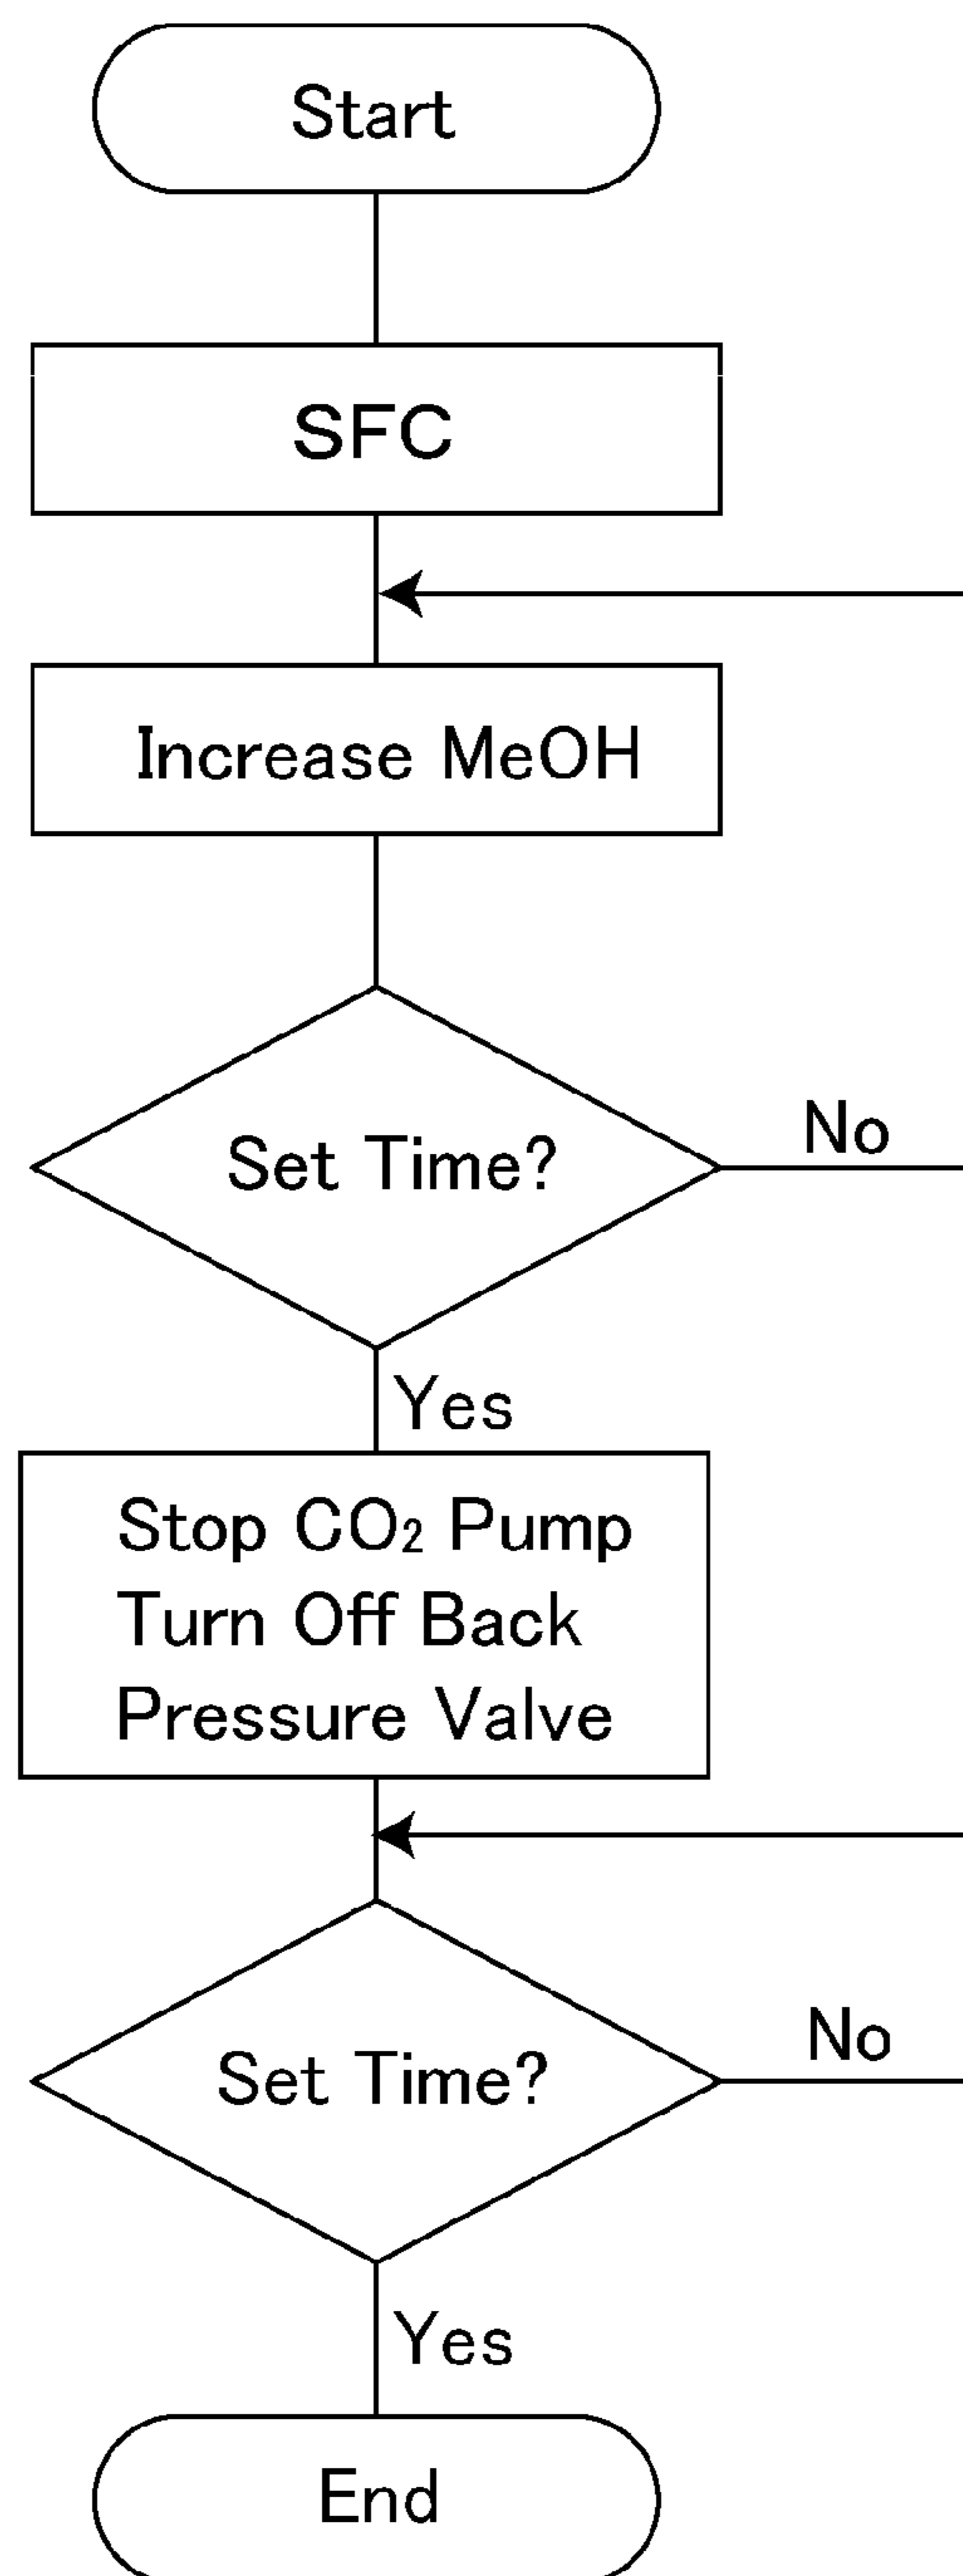 Start
SFC
Increase MeOH
Set Time?
No
Yes
Stop CO₂ Pump
Turn Off Back
Pressure Valve
Set Time?
No
Yes
End